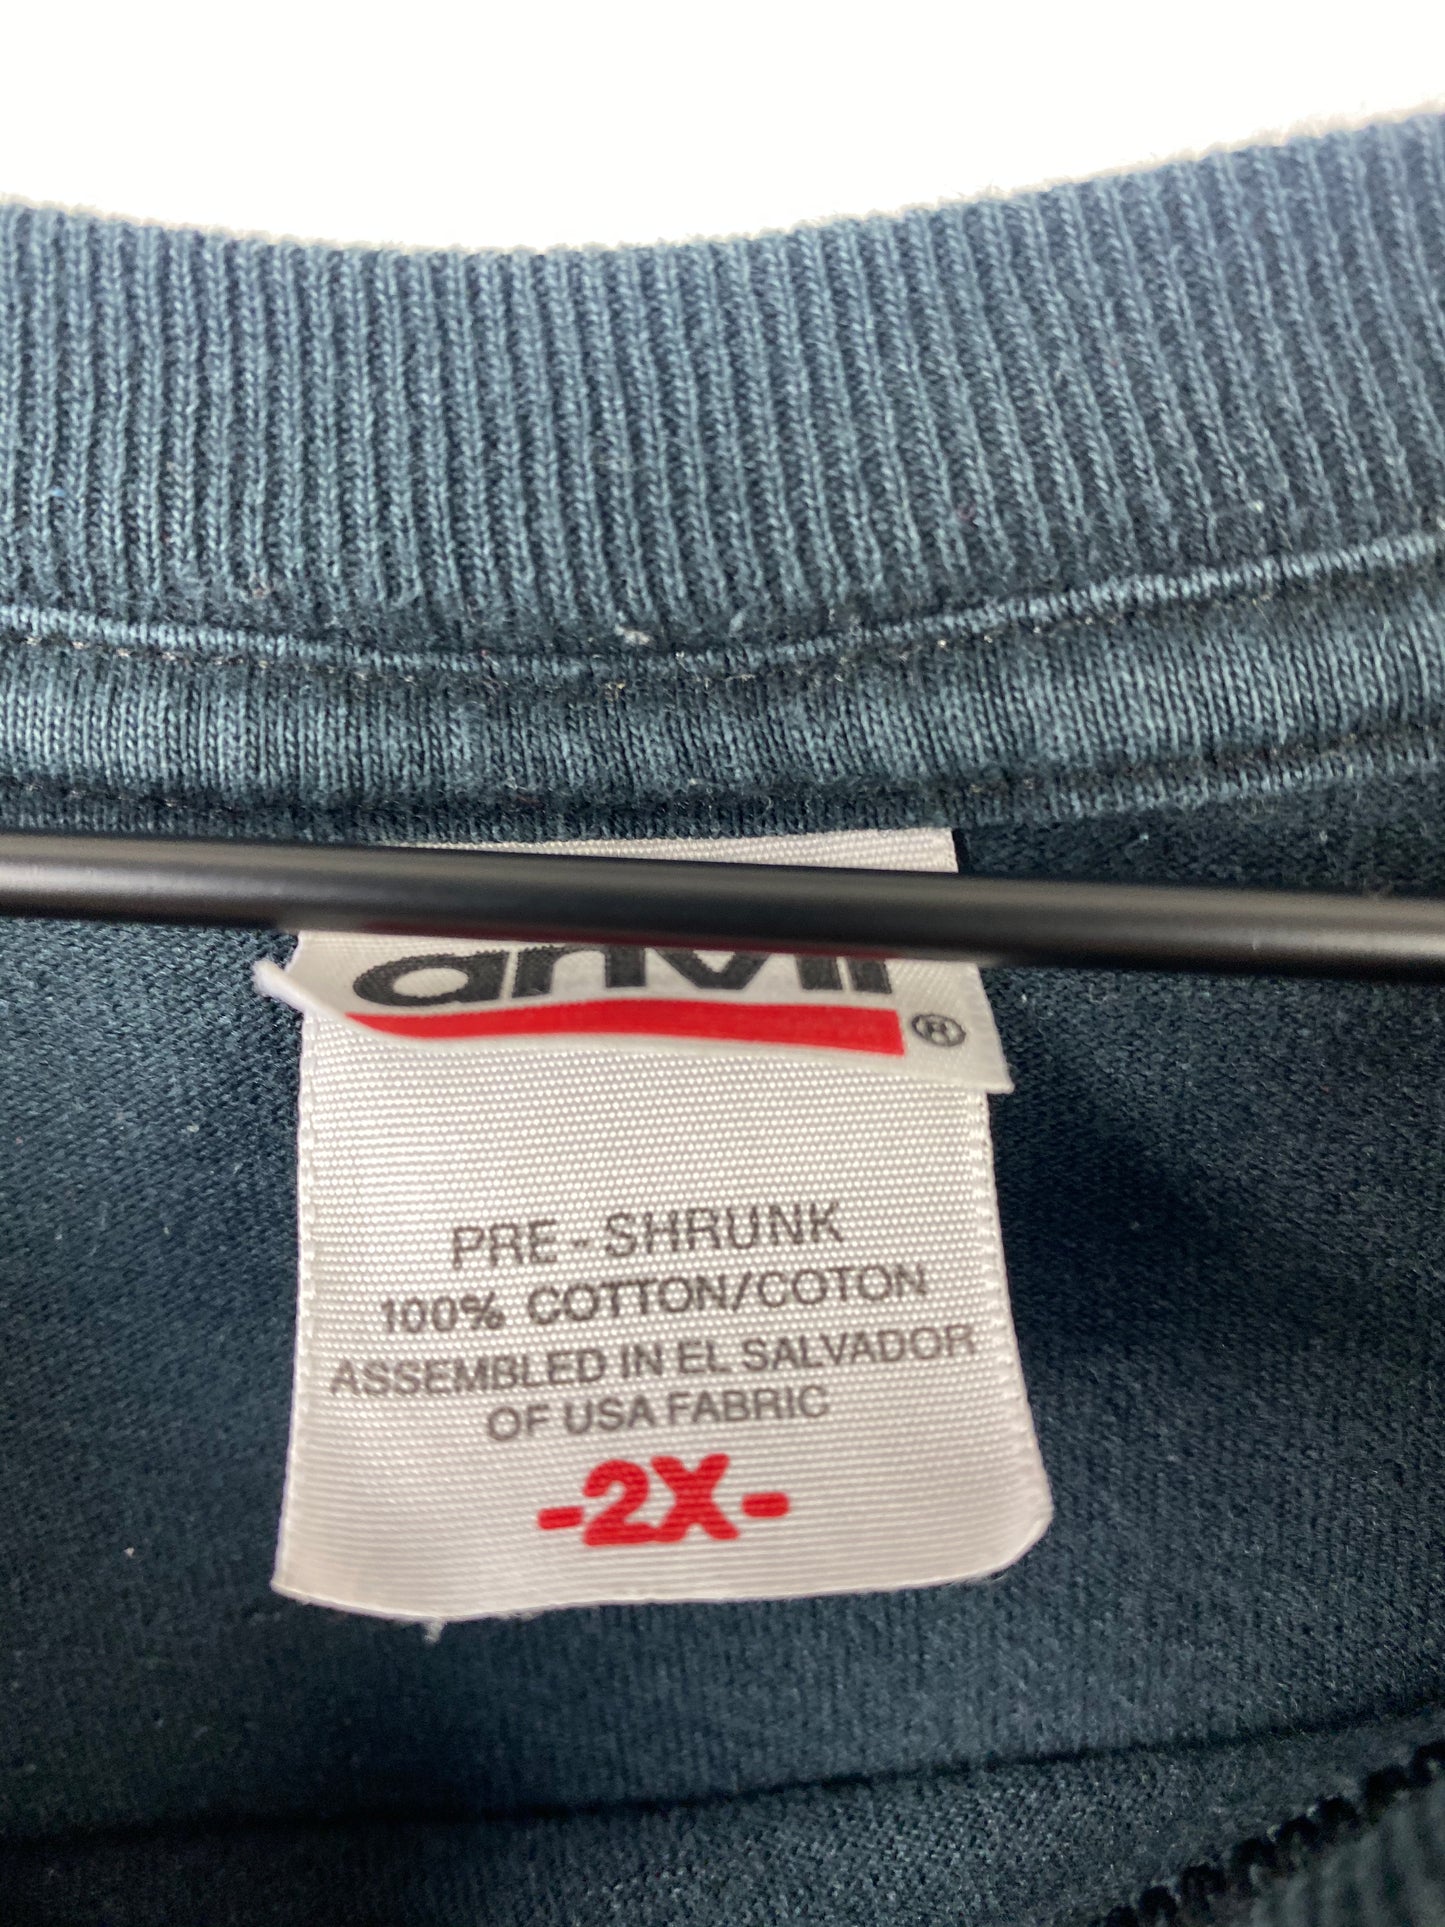 anvil
®
PRE-SHRUNK
100% COTTON/COTON
ASSEMBLED IN EL SALVADOR
OF USA FABRIC
-2X-